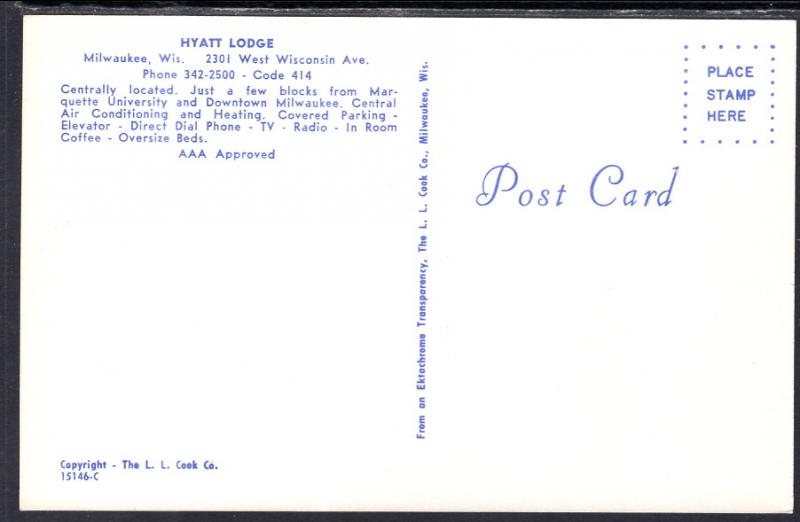 HYATT LODGE
Milwaukee, Wis. 2301 West Wisconsin Ave.
Phone 342-2500 - Code 414
Centrally located. Just a few blocks from Mar-
quette University and Downtown Milwaukee. Central
Air Conditioning and Heating. Covered Parking -
Elevator - Direct Dial Phone - TV - Radio - In Room
Coffee - Oversize Beds.
AAA Approved
Copyright - The L. L. Cook Co.
15146-C
From an Ektachrome Transparency, The L. L. Cook Co., Milwaukee, Wis.
PLACE
STAMP
HERE
Post Card